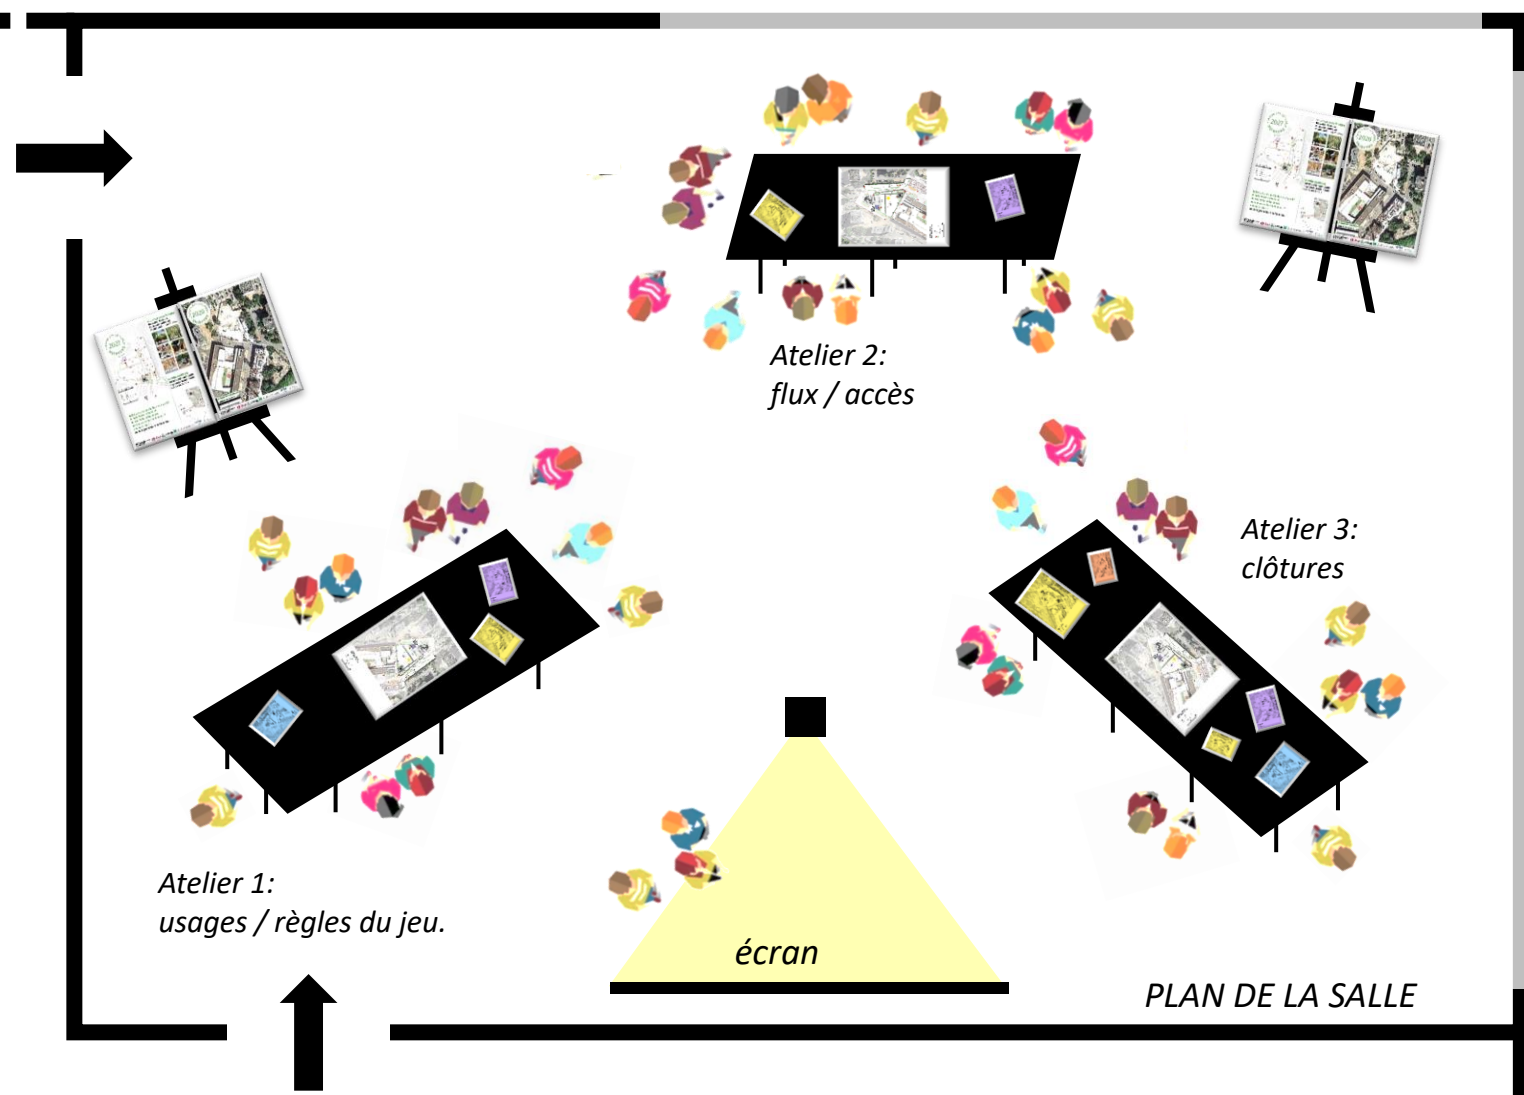 Atelier 2:
flux / accès
Atelier 3:
clôtures
Atelier 1:
usages / règles du jeu.
écran
PLAN DE LA SALLE